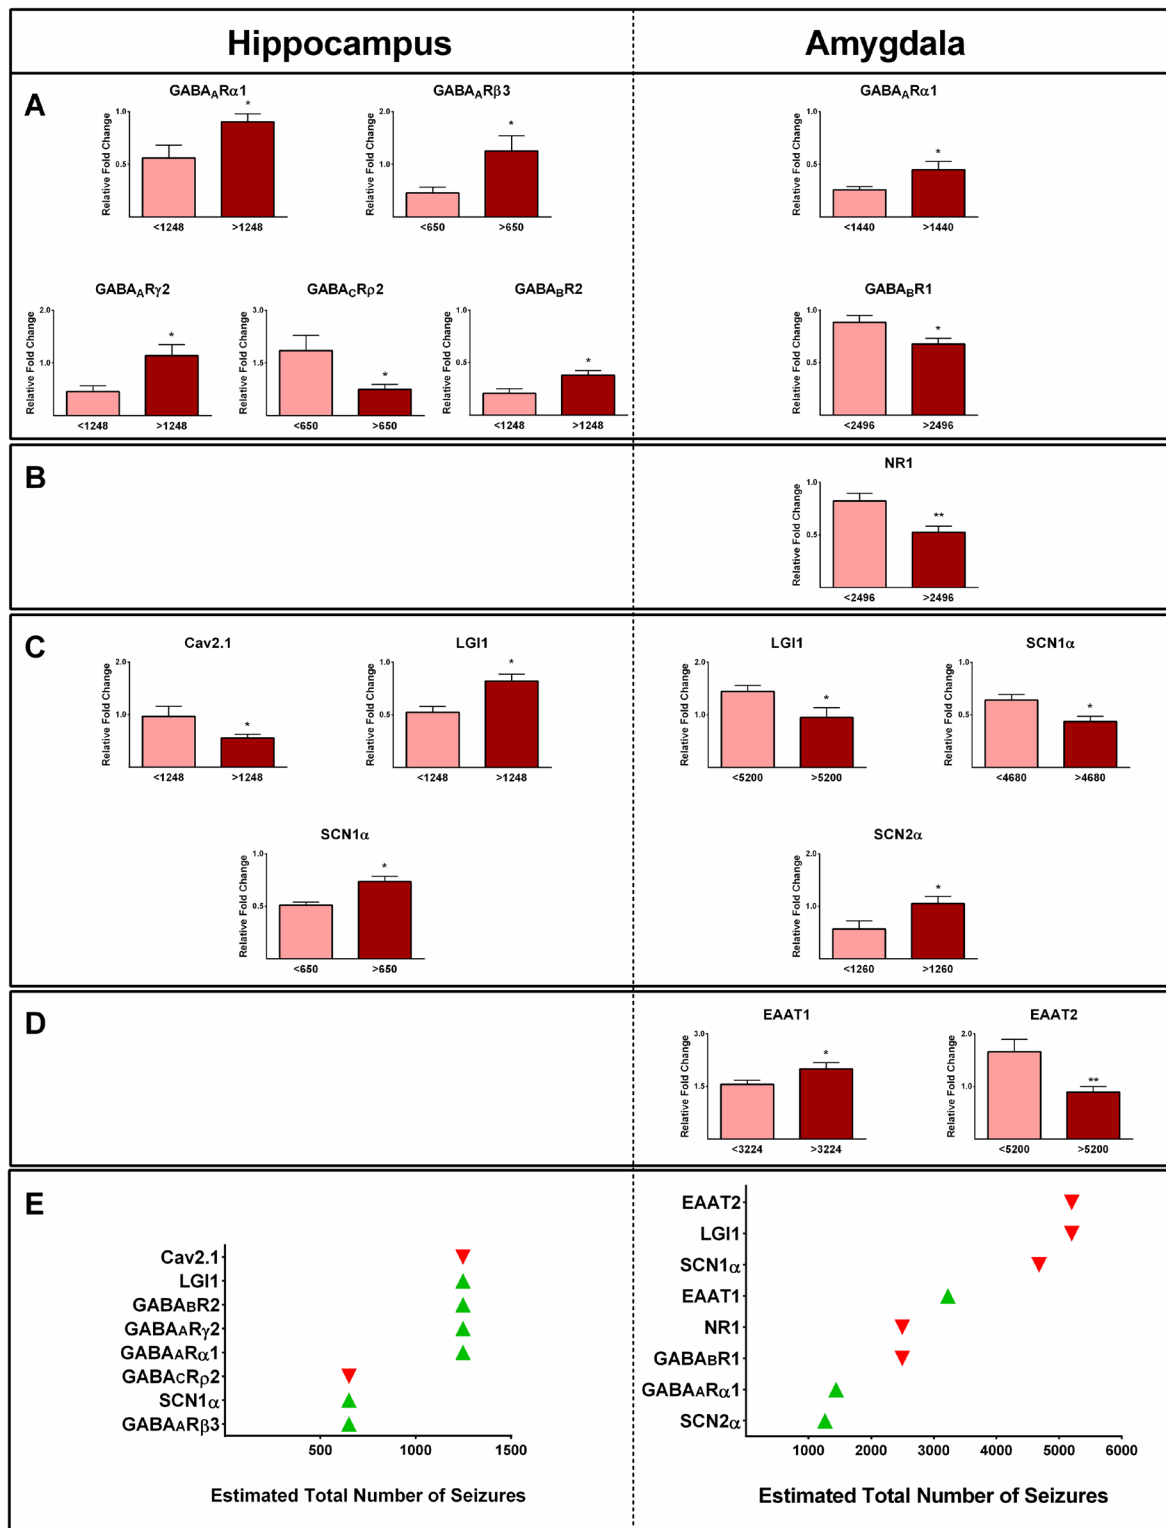 Hippocampus
Amygdala
A
GABAARα1
Relative Fold Change
1.0
0.5
*
<1248
>1248
GABAARβ3
Relative Fold Change
2.0
1.0
*
<650
>650
GABAARα1
Relative Fold Change
1.0
0.5
*
<1440
>1440
GABAARγ2
Relative Fold Change
2.0
1.0
*
<1248
>1248
GABACRρ2
Relative Fold Change
3.0
1.5
*
<650
>650
GABABR2
Relative Fold Change
1.0
0.5
*
<1248
>1248
GABABR1
Relative Fold Change
1.0
0.5
*
<2496
>2496
B
NR1
Relative Fold Change
1.0
0.5
**
<2496
>2496
C
Cav2.1
Relative Fold Change
2.0
1.0
*
<1248
>1248
LGI1
Relative Fold Change
1.0
0.5
*
<1248
>1248
LGI1
Relative Fold Change
2.0
1.0
*
<5200
>5200
SCN1α
Relative Fold Change
1.0
0.5
*
<4680
>4680
SCN1α
Relative Fold Change
1.0
0.5
*
<650
>650
SCN2α
Relative Fold Change
2.0
1.0
*
<1260
>1260
D
EAAT1
Relative Fold Change
3.0
1.5
*
<3224
>3224
EAAT2
Relative Fold Change
2.0
1.0
**
<5200
>5200
E
Cav2.1
LGI1
GABABR2
GABAARγ2
GABAARα1
GABACRρ2
SCN1α
GABAARβ3
500
1000
1500
Estimated Total Number of Seizures
EAAT2
LGI1
SCN1α
EAAT1
NR1
GABABR1
GABAARα1
SCN2α
1000
2000
3000
4000
5000
6000
Estimated Total Number of Seizures